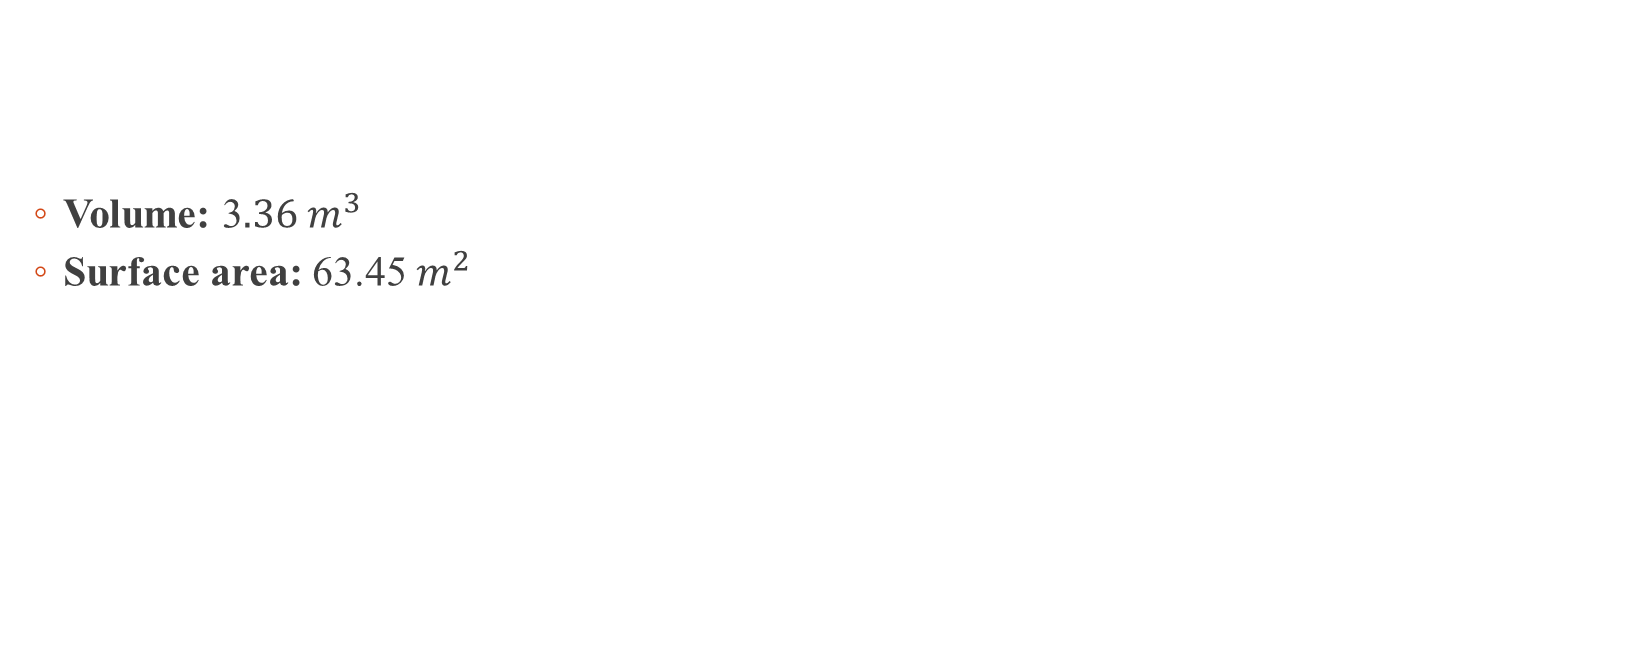 ◦ Volume: 3.36 m³
◦ Surface area: 63.45 m²